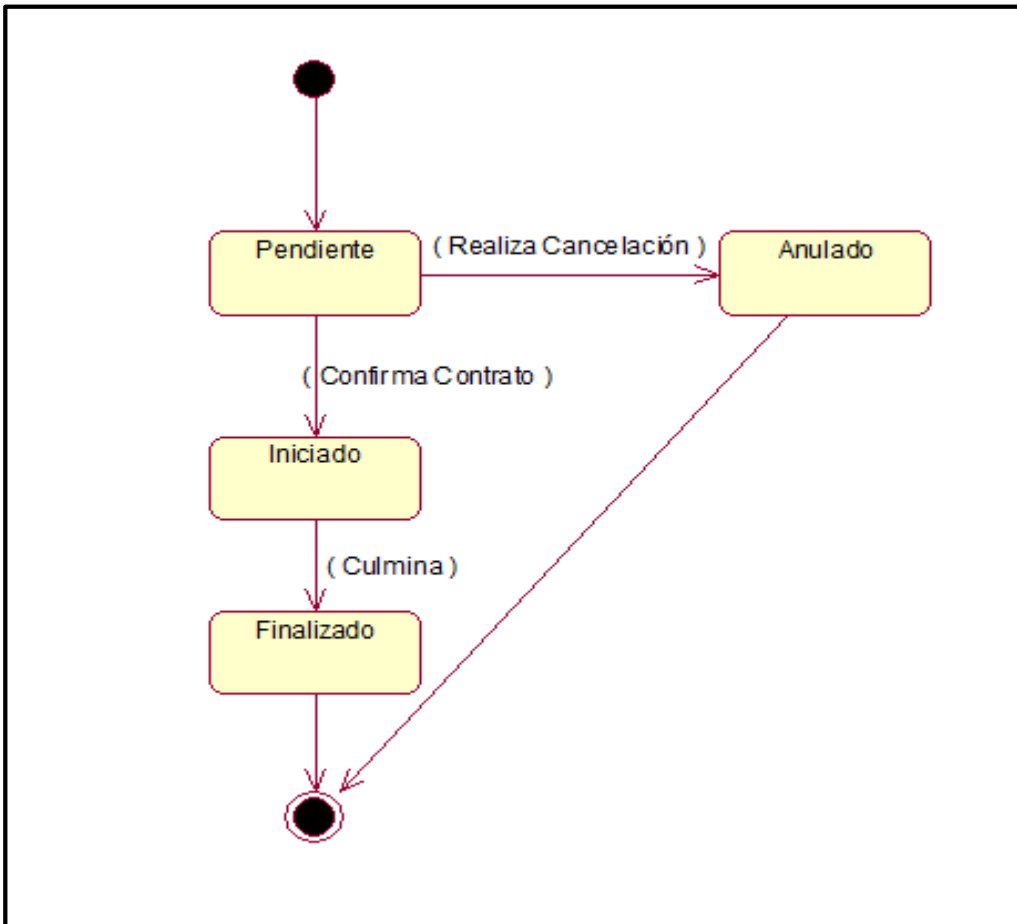 Pendiente
( Realiza Cancelación )
Anulado
( Confirma Contrato )
Iniciado
( Culmina )
Finalizado